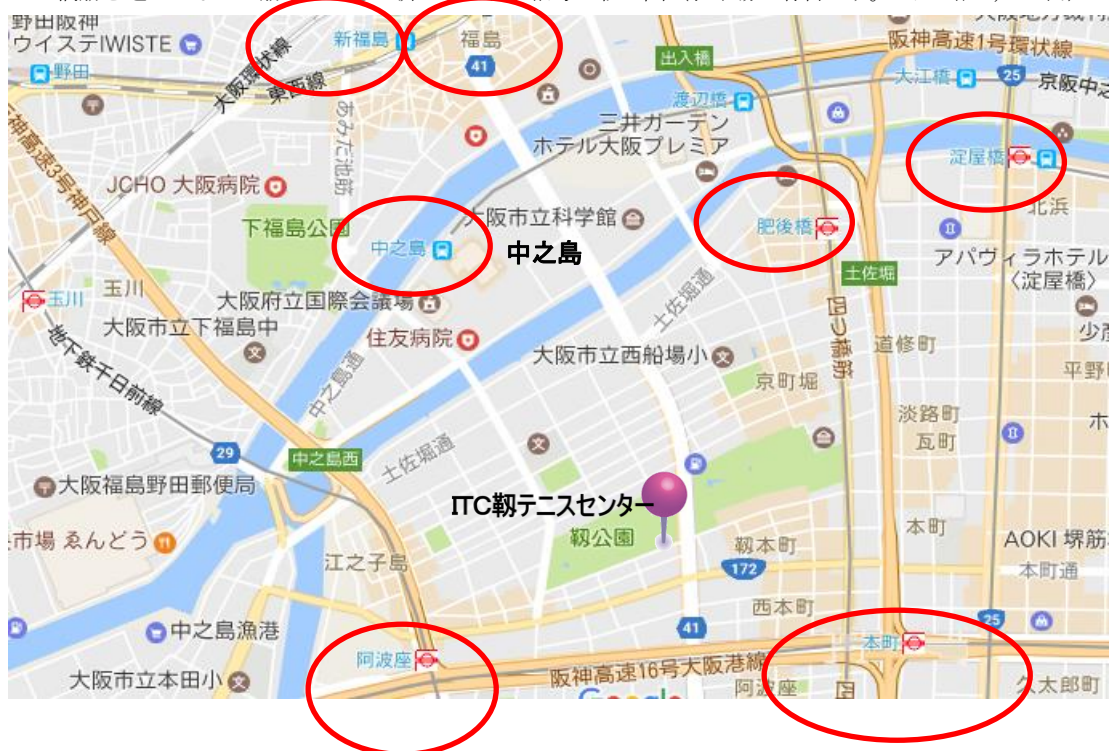 野田阪神
ウイステIWISTE
野田
大阪環状線
東西線
新福島
福島
41
出入橋
阪神高速1号環状線
大江橋
25
京阪中之
渡辺橋
三井ガーデン
ホテル大阪プレミア
淀屋橋
北浜
あみだ池筋
JCHO 大阪病院
下福島公園
中之島
大阪市立科学館
中之島
肥後橋
アパヴィラホテル
〈淀屋橋〉
神高速3号神戸線
玉川
玉川
大阪府立国際会議場
大阪市立下福島中
住友病院
土佐堀通
土佐堀
四つ橋筋
道修町
平野
大阪市立西船場小
京町堀
地下鉄千日前線
中之島通
淡路町
瓦町
ホ
29
中之島西
土佐堀通
大阪福島野田郵便局
ITC靱テニスセンター
市場 ゑんどう
靱公園
靱本町
本町
AOKI 堺筋
江之子島
172
本町通
西本町
中之島漁港
41
25
阿波座
本町
阪神高速16号大阪港線
大阪市立本田小
阿波座
四
久太郎町